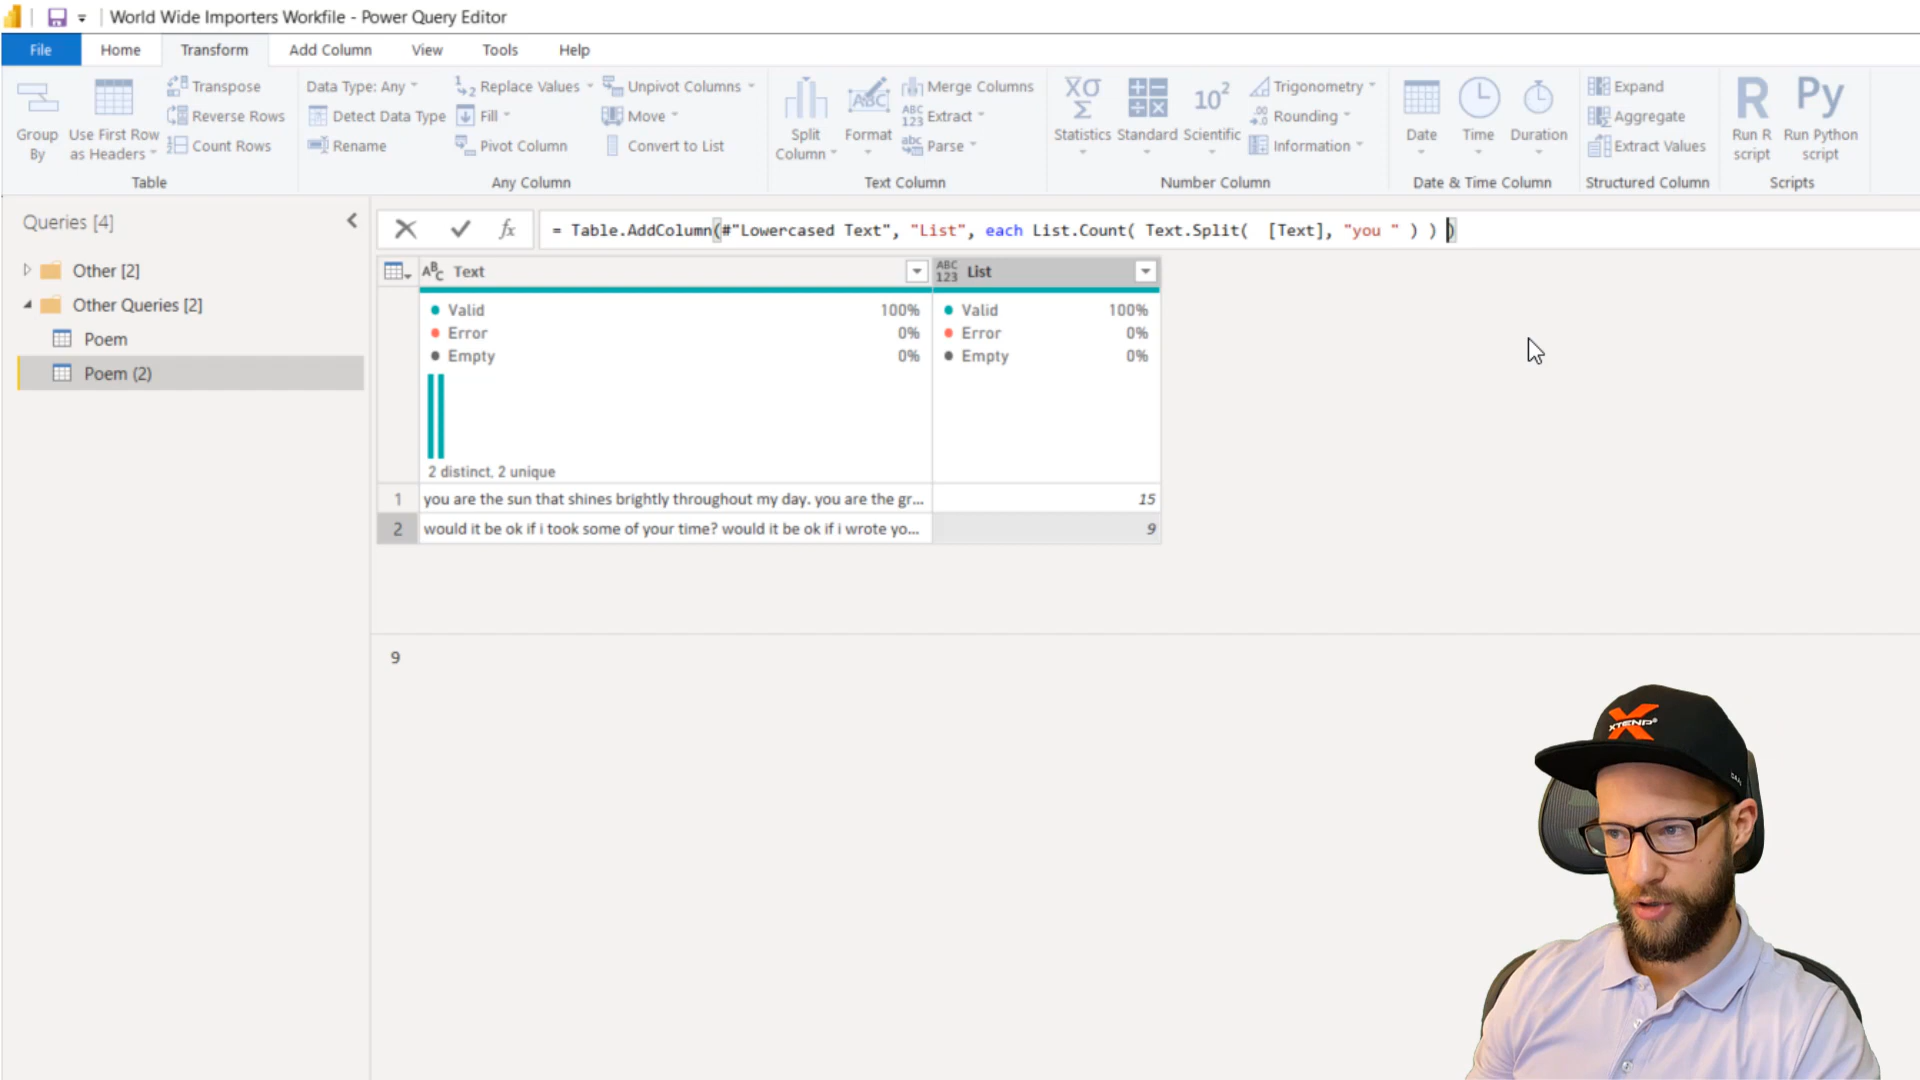 World Wide Importers Workfile - Power Query Editor
File Home Transform Add Column View Tools Help
Group By
Use First Row as Headers
Transpose
Reverse Rows
Count Rows
Table
Data Type: Any
Detect Data Type
Rename
Replace Values
Fill
Pivot Column
Unpivot Columns
Move
Convert to List
Any Column
Split Column
Format
Merge Columns
Extract
Parse
Text Column
Statistics
Standard
Scientific
Trigonometry
Rounding
Information
Number Column
Date
Time
Duration
Date & Time Column
Expand
Aggregate
Extract Values
Structured Column
Run R script
Run Python script
Scripts
Queries [4]
= Table.AddColumn(#"Lowercased Text", "List", each List.Count( Text.Split( [Text], "you " ) ) )
Other [2]
Other Queries [2]
Poem
Poem (2)
ABC Text
ABC 123 List
Valid 100% Valid 100%
Error 0% Error 0%
Empty 0% Empty 0%
2 distinct, 2 unique
1 you are the sun that shines brightly throughout my day. you are the gr... 15
2 would it be ok if i took some of your time? would it be ok if i wrote yo... 9
9
XTEND